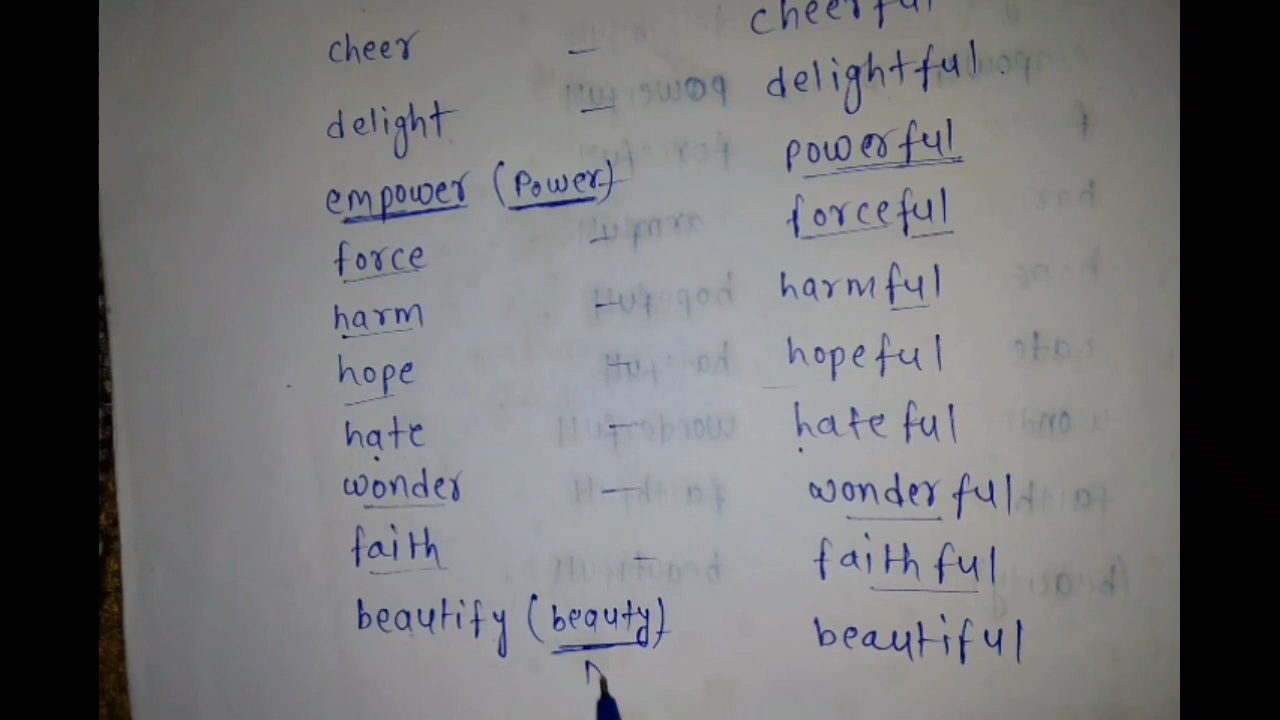 cheer — cheerful
delight — delightful
empower (Power) powerful
force forceful
harm harmful
hope — hopeful
hate — hateful
wonder — wonderful
faith - faithful
beautify (beauty) beautiful